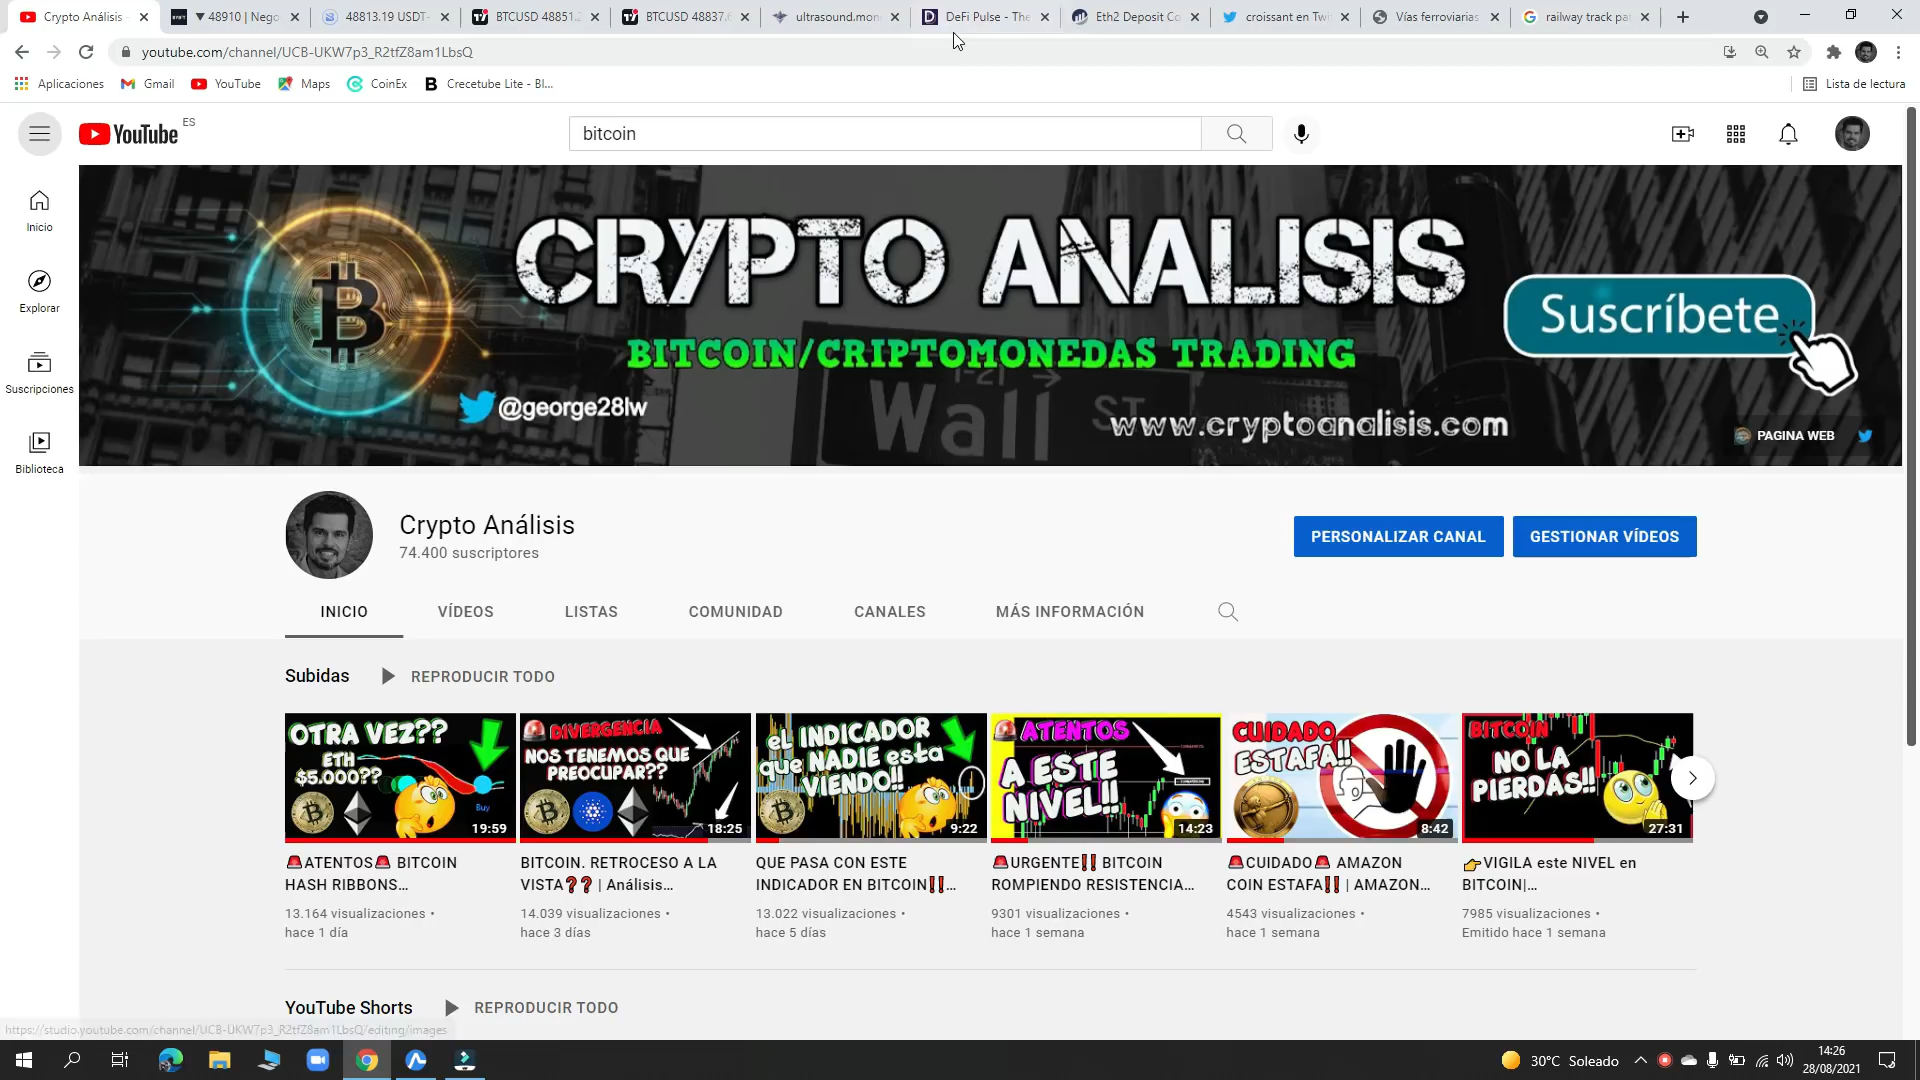 Crypto Análisis -
▼ 48910 | Nego
48813.19 USDT-
BTCUSD 48851.
BTCUSD 48837.
ultrasound.mon
DeFi Pulse - The
Eth2 Deposit Co
croissant en Twi
Vías ferroviarias
railway track pa
youtube.com/channel/UCB-UKW7p3_R2tfZ8am1LbsQ
Aplicaciones
Gmail
YouTube
Maps
CoinEx
Crecetube Lite - Bl...
Lista de lectura
YouTube ES
bitcoin
Inicio
Explorar
Suscripciones
Biblioteca
CRYPTO ANALISIS
BITCOIN/CRIPTOMONEDAS TRADING
Suscríbete
@george28lw
Wall ST
www.cryptoanalisis.com
PAGINA WEB
Crypto Análisis
74.400 suscriptores
PERSONALIZAR CANAL
GESTIONAR VÍDEOS
INICIO
VÍDEOS
LISTAS
COMUNIDAD
CANALES
MÁS INFORMACIÓN
Subidas
REPRODUCIR TODO
OTRA VEZ??
ETH
$5.000??
Buy
19:59
DIVERGENCIA
NOS TENEMOS QUE
PREOCUPAR??
18:25
eL INDICADOR
que NADIE esta
VIENDO!!
9:22
ATENTOS
A ESTE
NIVEL!!
14:23
CUIDADO
ESTAFA!!
8:42
BITCOIN
NO LA
PIERDAS!!
27:31
🚨ATENTOS🚨 BITCOIN
HASH RIBBONS...
13.164 visualizaciones •
hace 1 día
BITCOIN. RETROCESO A LA
VISTA❓❓ | Análisis...
14.039 visualizaciones •
hace 3 días
QUE PASA CON ESTE
INDICADOR EN BITCOIN‼️...
13.022 visualizaciones •
hace 5 días
🚨URGENTE‼️ BITCOIN
ROMPIENDO RESISTENCIA...
9301 visualizaciones •
hace 1 semana
🚨CUIDADO🚨 AMAZON
COIN ESTAFA‼️ | AMAZON...
4543 visualizaciones •
hace 1 semana
👉VIGILA este NIVEL en
BITCOIN|...
7985 visualizaciones •
Emitido hace 1 semana
YouTube Shorts
REPRODUCIR TODO
https://studio.youtube.com/channel/UCB-UKW7p3_R2tfZ8am1LbsQ/editing/images
30°C Soleado
14:26
28/08/2021